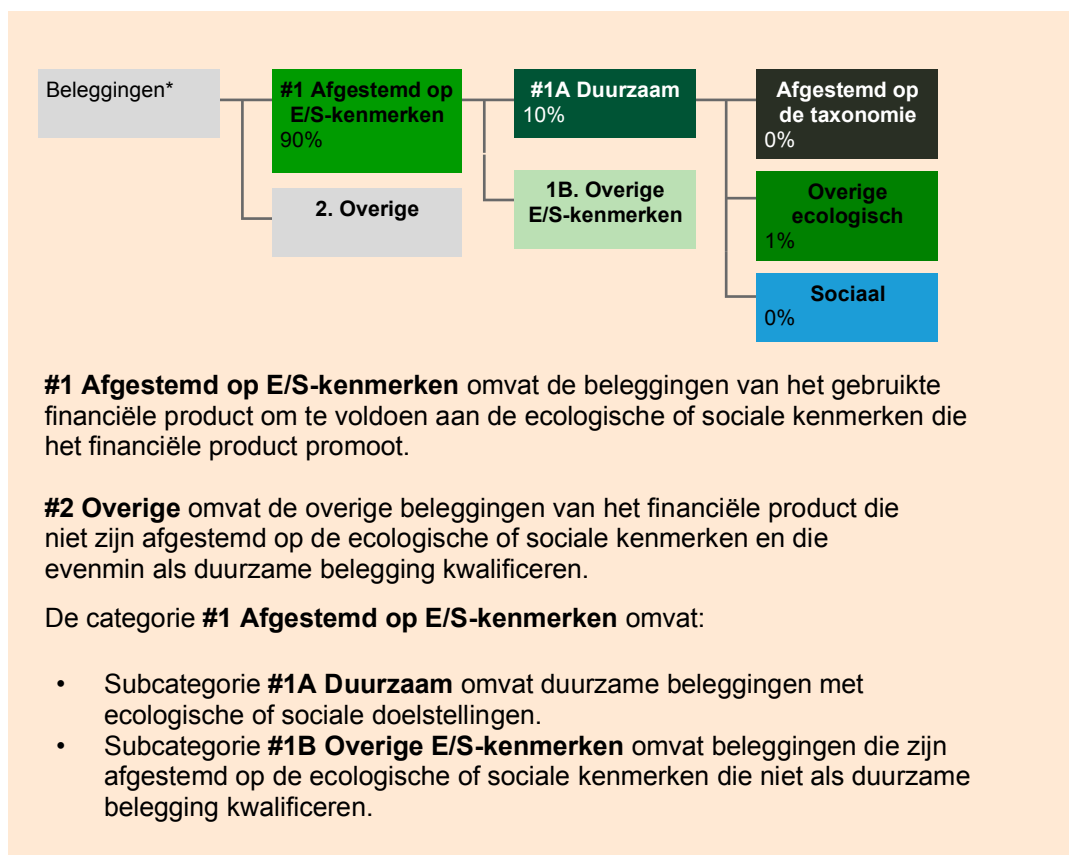 Beleggingen*
#1 Afgestemd op
E/S-kenmerken
90%
2. Overige
#1A Duurzaam
10%
1B. Overige
E/S-kenmerken
Afgestemd op
de taxonomie
0%
Overige
ecologisch
1%
Sociaal
0%
#1 Afgestemd op E/S-kenmerken omvat de beleggingen van het gebruikte
financiële product om te voldoen aan de ecologische of sociale kenmerken die
het financiële product promoot.
#2 Overige omvat de overige beleggingen van het financiële product die
niet zijn afgestemd op de ecologische of sociale kenmerken en die
evenmin als duurzame belegging kwalificeren.
De categorie #1 Afgestemd op E/S-kenmerken omvat:
• Subcategorie #1A Duurzaam omvat duurzame beleggingen met
ecologische of sociale doelstellingen.
• Subcategorie #1B Overige E/S-kenmerken omvat beleggingen die zijn
afgestemd op de ecologische of sociale kenmerken die niet als duurzame
belegging kwalificeren.